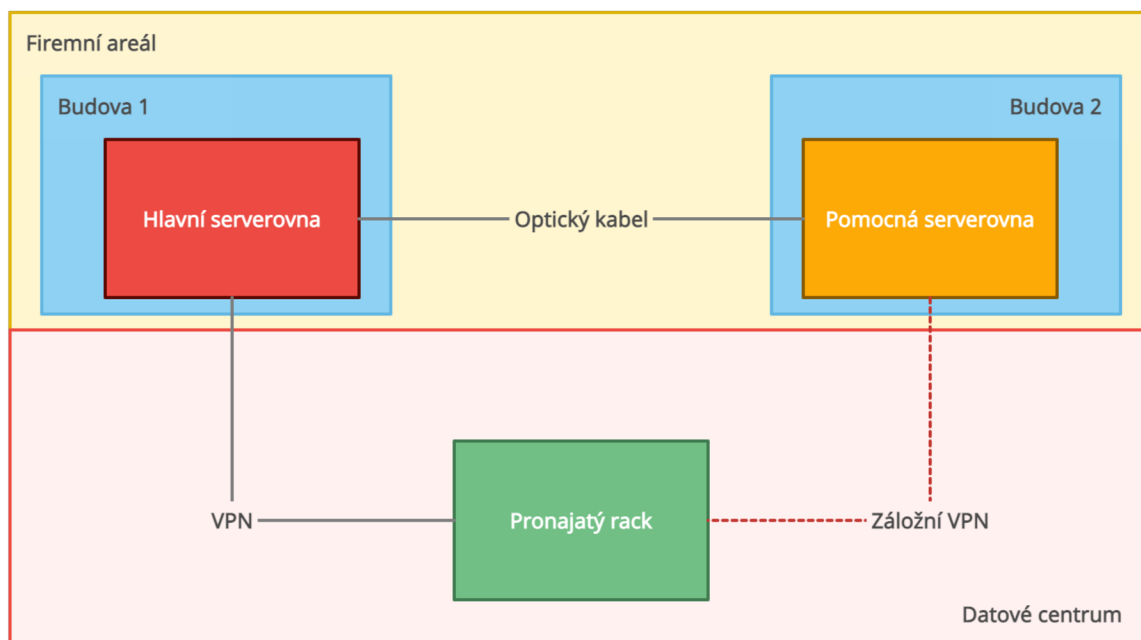 Firemní areál
Budova 1
Budova 2
Hlavní serverovna
Optický kabel
Pomocná serverovna
VPN
Pronajatý rack
Záložní VPN
Datové centrum